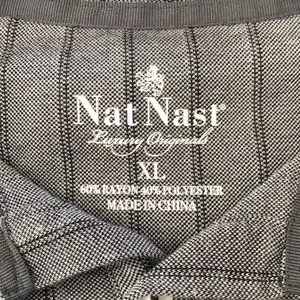 Nat Nast
Luxury Originals
XL
60% RAYON 40% POLYESTER
MADE IN CHINA